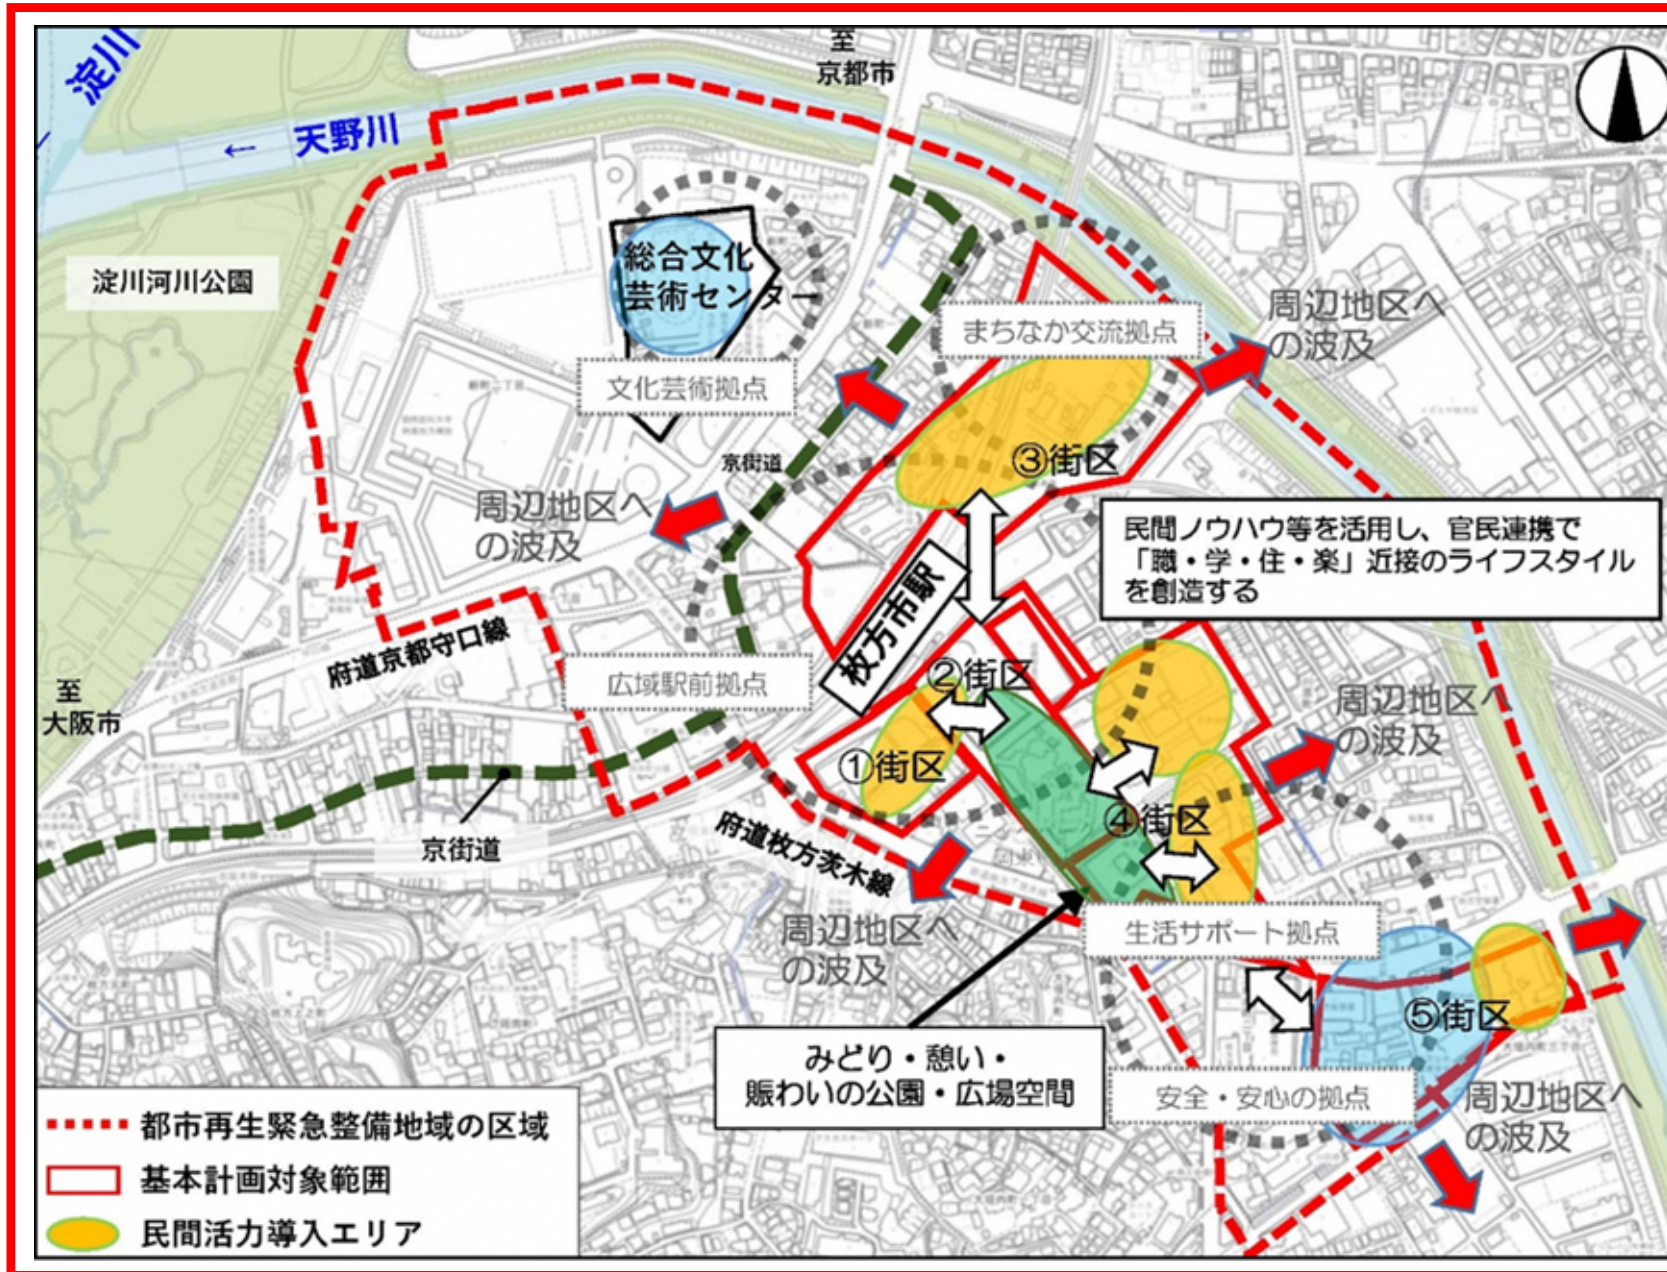 至
京都市
淀川
← 天野川
淀川河川公園
総合文化
芸術センター
まちなか交流拠点
周辺地区へ
の波及
文化芸術拠点
③街区
京街道
周辺地区へ
の波及
民間ノウハウ等を活用し、官民連携で
「職・学・住・楽」近接のライフスタイル
を創造する
枚方市駅
府道京都守口線
広域駅前拠点
②街区
至
大阪市
周辺地区へ
の波及
①街区
④街区
京街道
府道枚方茨木線
周辺地区へ
の波及
生活サポート拠点
⑤街区
みどり・憩い・
賑わいの公園・広場空間
安全・安心の拠点
周辺地区へ
の波及
都市再生緊急整備地域の区域
基本計画対象範囲
民間活力導入エリア